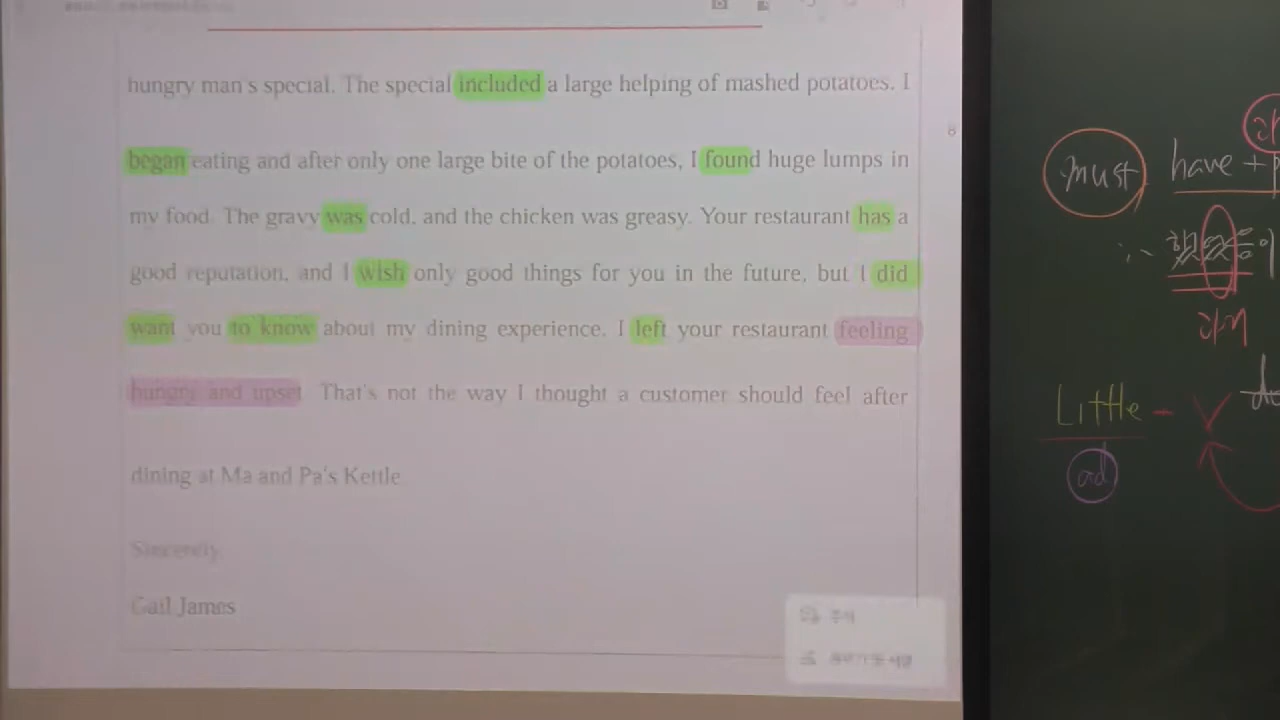 hungry man's special. The special included a large helping of mashed potatoes. I
began eating and after only one large bite of the potatoes, I found huge lumps in
my food. The gravy was cold, and the chicken was greasy. Your restaurant has a
good reputation, and I wish only good things for you in the future, but I did
want you to know about my dining experience. I left your restaurant feeling
hungry and upset. That's not the way I thought a customer should feel after
dining at Ma and Pa's Kettle
Sincerely
Gail James
must have +
과거
Little -
ad